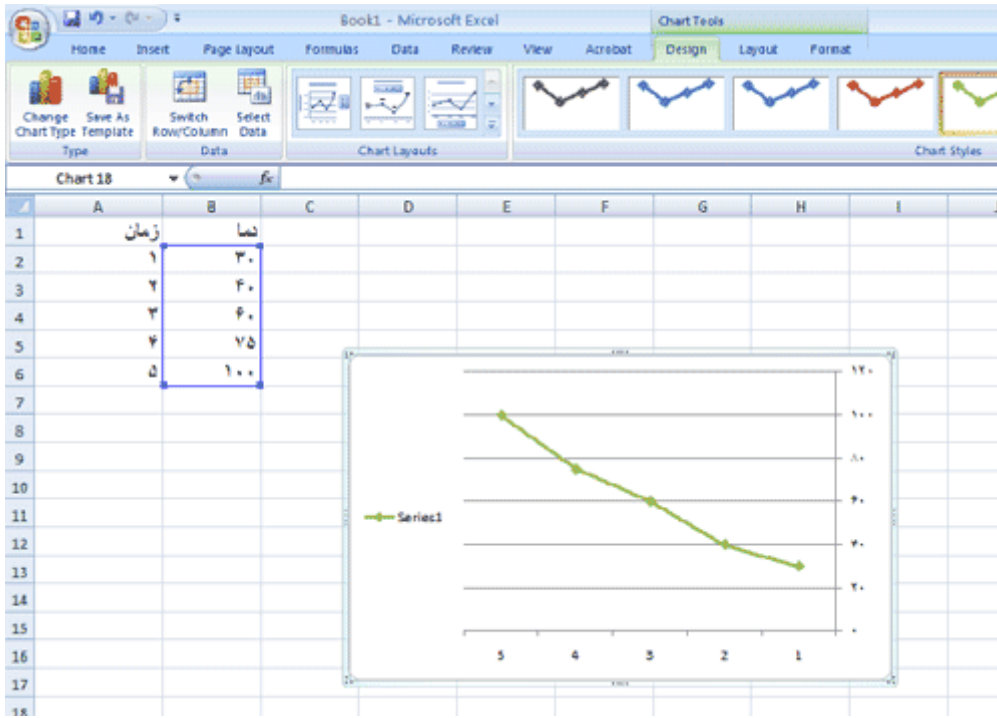 Book1 - Microsoft Excel
Chart Tools
Home Insert Page Layout Formulas Data Review View Acrobat Design Layout Format
Change Chart Type
Save As Template
Switch Row/Column
Select Data
Type
Data
Chart Layouts
Chart Styles
Chart 18
fx
A B C D E F G H I
1 زمان دما
2 ۱ ۳۰
3 ۲ ۴۰
4 ۳ ۶۰
5 ۴ ۷۵
6 ۵ ۱۰۰
7
8
9
10
11
12
13
14
15
16
17
18
۱۲۰
۱۰۰
۸۰
۶۰
۴۰
۲۰
۰
Series1
5 4 3 2 1